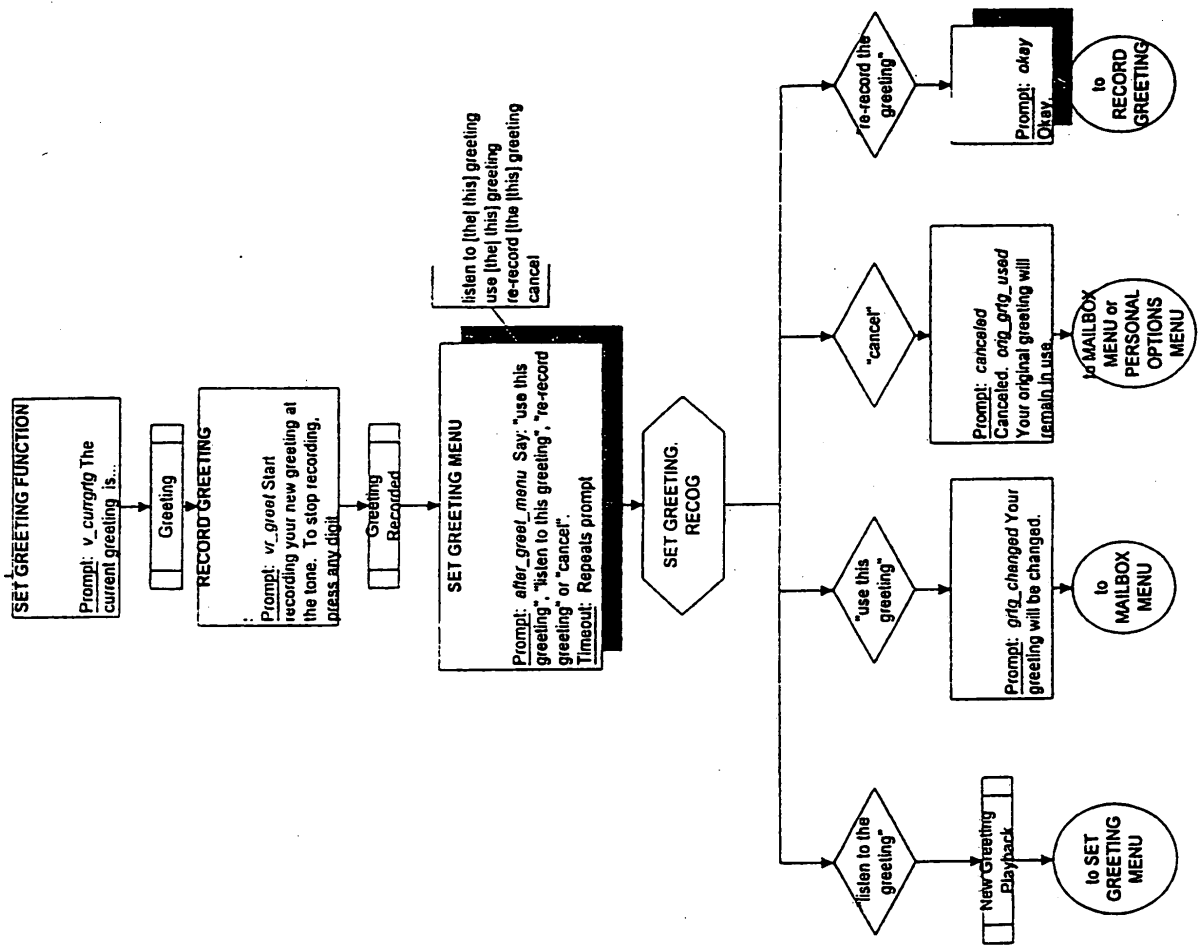 SET GREETING FUNCTION
Prompt: v_currgrtg The
current greeting is...
Greeting
RECORD GREETING
Prompt: vr_greet Start
recording your new greeting at
the tone. To stop recording,
press any digit
Greeting
Recorded
SET GREETING MENU
Prompt: after_greet_menu Say: "use this
greeting", "listen to this greeting", "re-record
greeting" or "cancel".
Timeout: Repeats prompt
listen to [the| this] greeting
use [the| this] greeting
re-record [the |this] greeting
cancel
SET GREETING.
RECOG
"listen to the
greeting"
New Greeting
Playback
to SET
GREETING
MENU
"use this
greeting"
Prompt: grtg_changed Your
greeting will be changed.
to
MAILBOX
MENU
"cancel"
Prompt: canceled
Canceled. orig_grtg_used
Your original greeting will
remain in use
to MAILBOX
MENU or
PERSONAL
OPTIONS
MENU
"re-record the
greeting"
Prompt: okay
Okay.
to
RECORD
GREETING